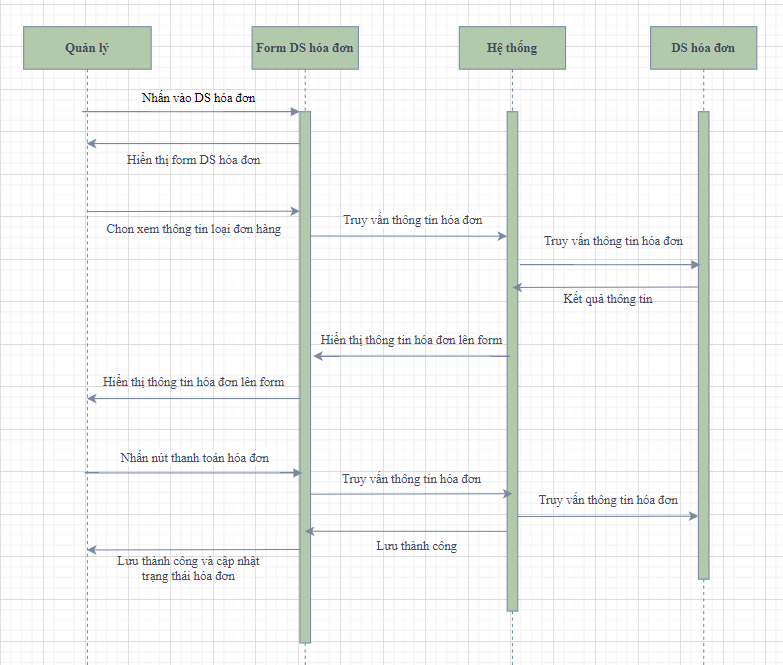 Quản lý
Form DS hóa đơn
Hệ thống
DS hóa đơn
Nhấn vào DS hóa đơn
Hiển thị form DS hóa đơn
Chọn xem thông tin loại đơn hàng
Truy vấn thông tin hóa đơn
Truy vấn thông tin hóa đơn
Kết quả thông tin
Hiển thị thông tin hóa đơn lên form
Hiển thị thông tin hóa đơn lên form
Nhấn nút thanh toán hóa đơn
Truy vấn thông tin hóa đơn
Truy vấn thông tin hóa đơn
Lưu thành công
Lưu thành công và cập nhật
trạng thái hóa đơn